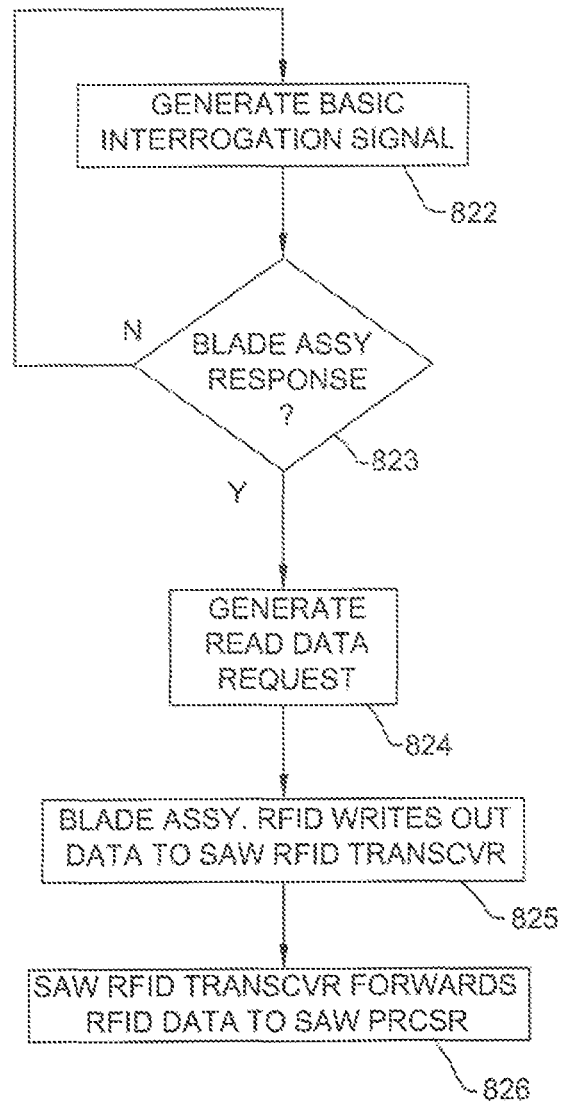 GENERATE BASIC
INTERROGATION SIGNAL
822
N
BLADE ASSY
RESPONSE
?
823
Y
GENERATE
READ DATA
REQUEST
824
BLADE ASSY. RFID WRITES OUT
DATA TO SAW RFID TRANSCVR
825
SAW RFID TRANSCVR FORWARDS
RFID DATA TO SAW PRCSR
826